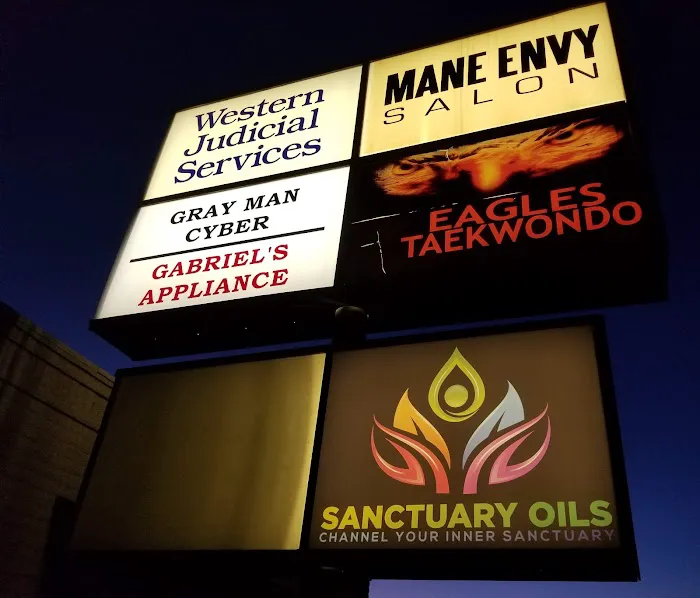 Western
Judicial
Services
MANE ENVY
SALON
GRAY MAN
CYBER
GABRIEL'S
APPLIANCE
EAGLES
TAEKWONDO
SANCTUARY OILS
CHANNEL YOUR INNER SANCTUARY